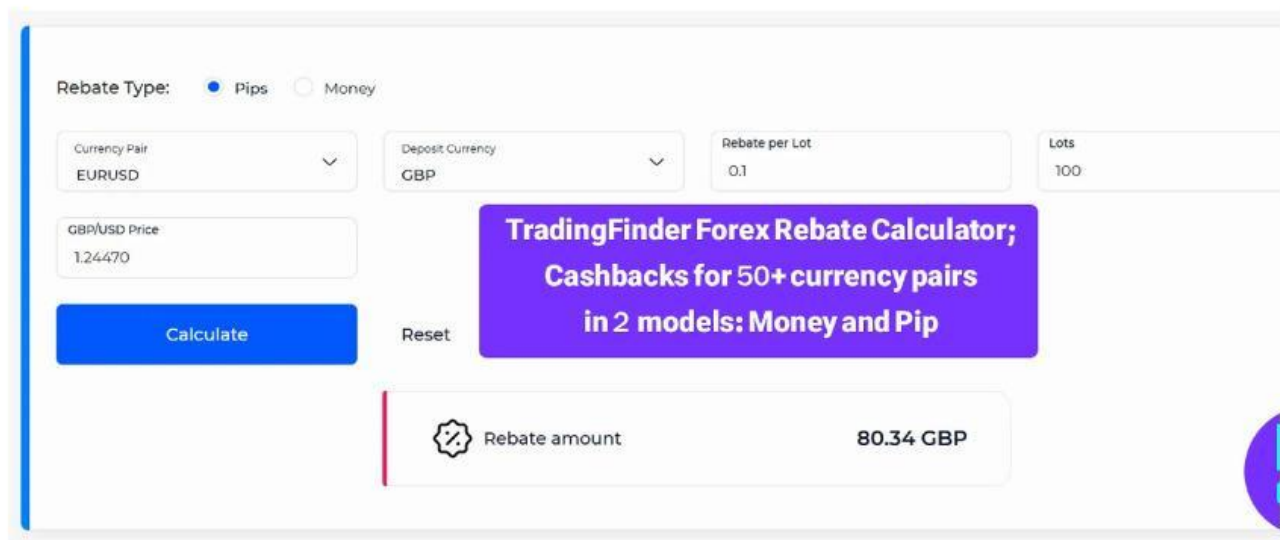 Rebate Type: Pips Money
Currency Pair
EURUSD
Deposit Currency
GBP
Rebate per Lot
0.1
Lots
100
GBP/USD Price
1.24470
TradingFinder Forex Rebate Calculator;
Cashbacks for 50+ currency pairs
in 2 models: Money and Pip
Calculate
Reset
Rebate amount
80.34 GBP